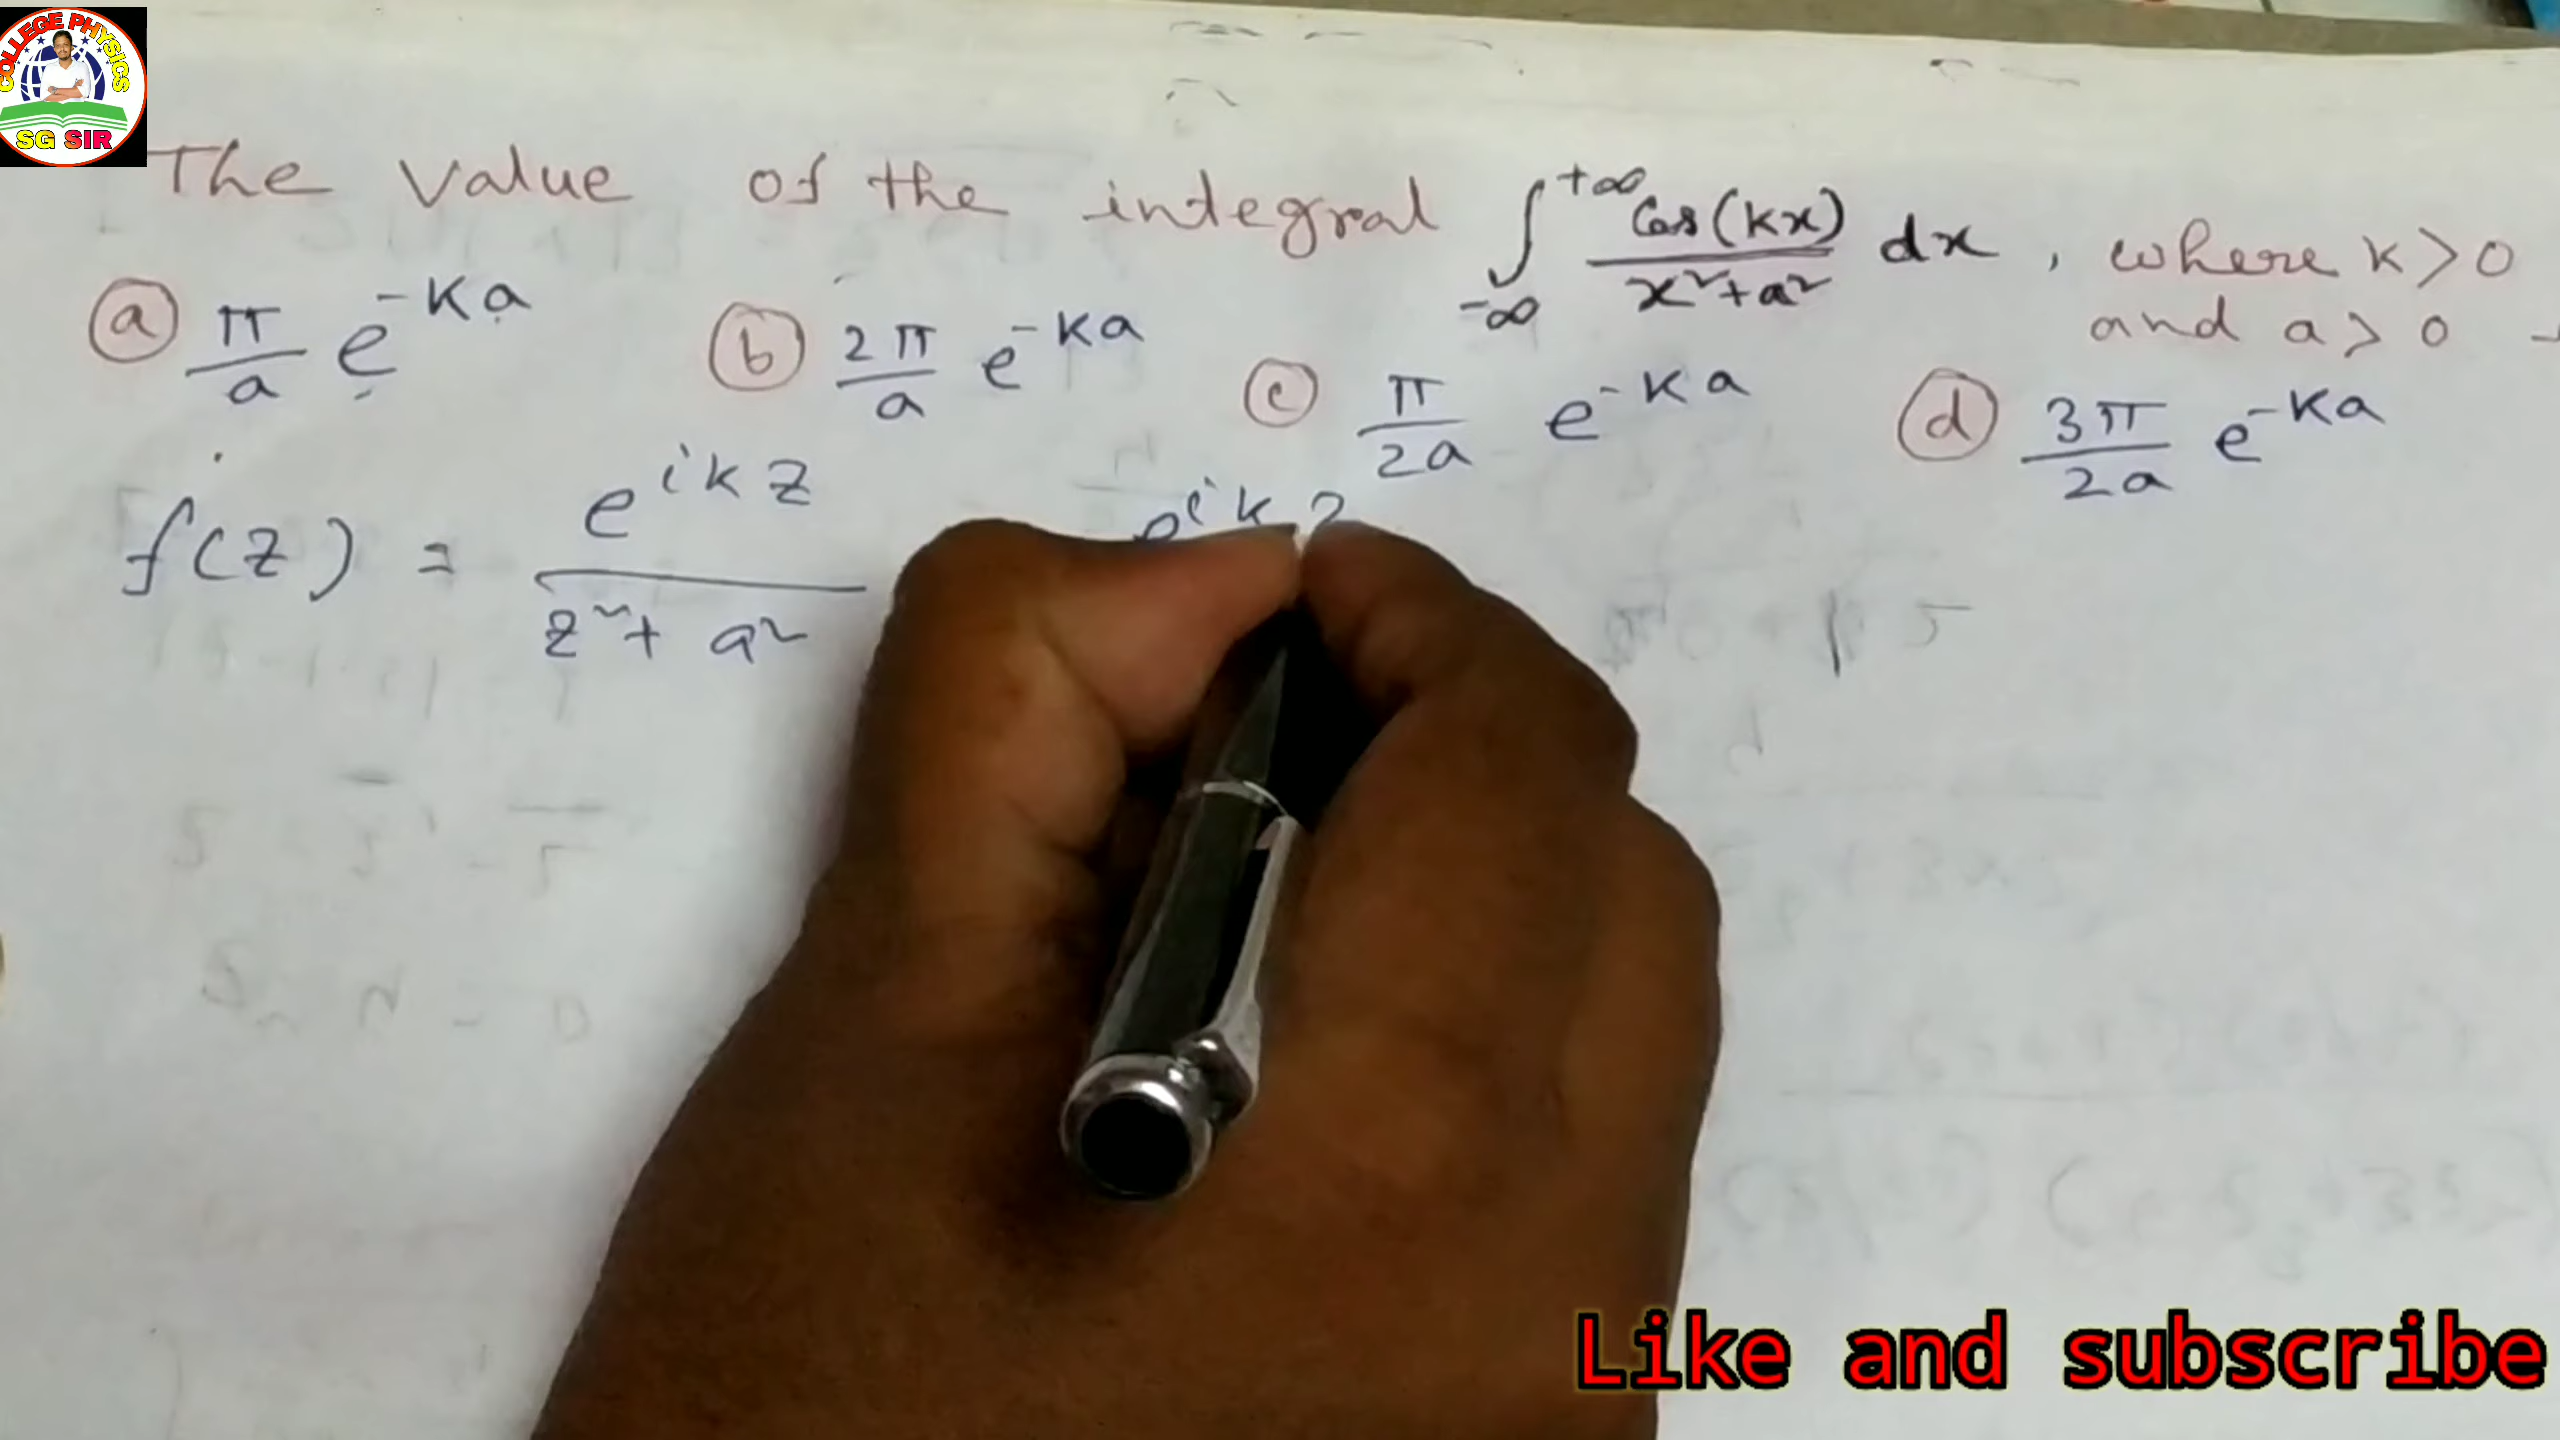 COLLEGE PHYSICS
SG SIR
The value of the integral ∫_{-∞}^{+∞} Cos(kx)/(x²+a²) dx, where k>0 and a>0
(a) π/a e^{-Ka} (b) 2π/a e^{-Ka} (c) π/2a e^{-Ka} (d) 3π/2a e^{-Ka}
f(z) = e^{ikz}/(z²+a²) e^{ik
Like and subscribe